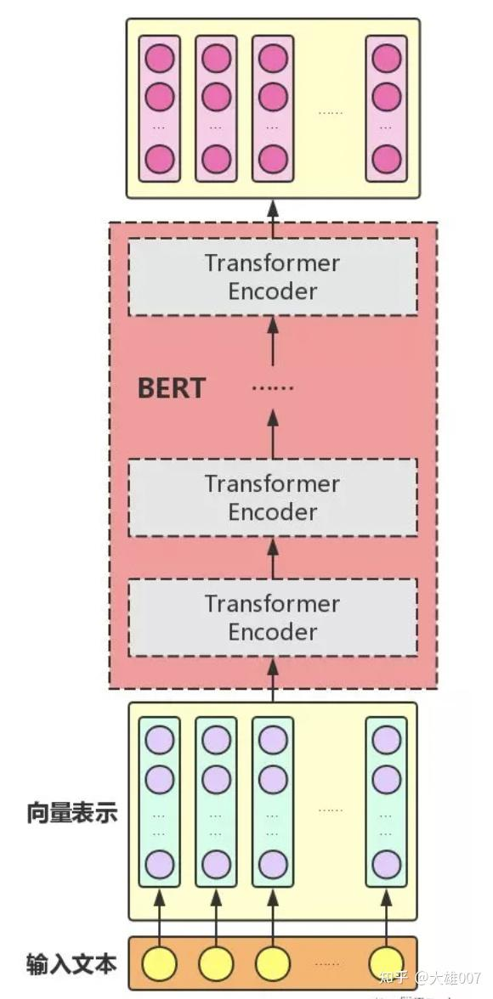 Transformer
Encoder
BERT
……
Transformer
Encoder
Transformer
Encoder
向量表示
输入文本
知乎 @大雄007